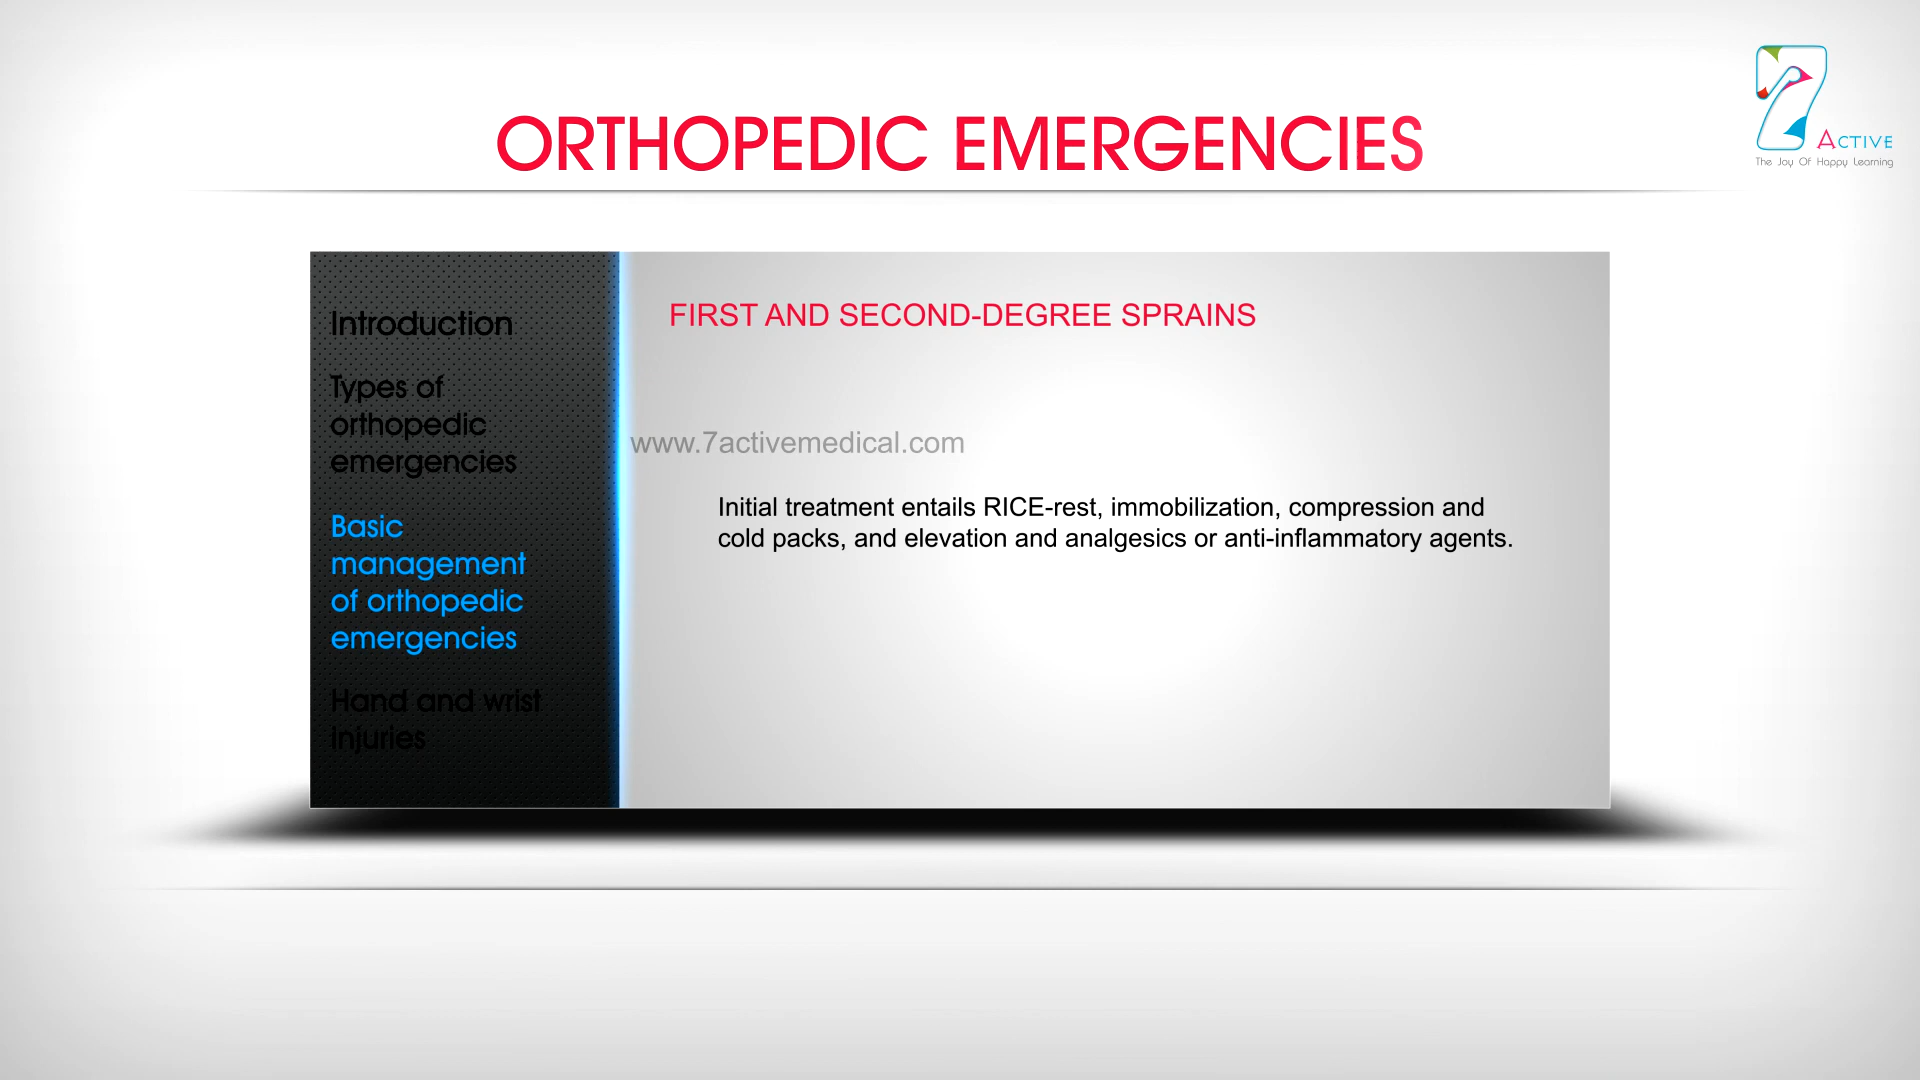 ORTHOPEDIC EMERGENCIES
ACTIVE
The Joy Of Happy Learning
Introduction
Types of
orthopedic
emergencies
Basic
management
of orthopedic
emergencies
Hand and wrist
injuries
FIRST AND SECOND-DEGREE SPRAINS
www.7activemedical.com
Initial treatment entails RICE-rest, immobilization, compression and
cold packs, and elevation and analgesics or anti-inflammatory agents.